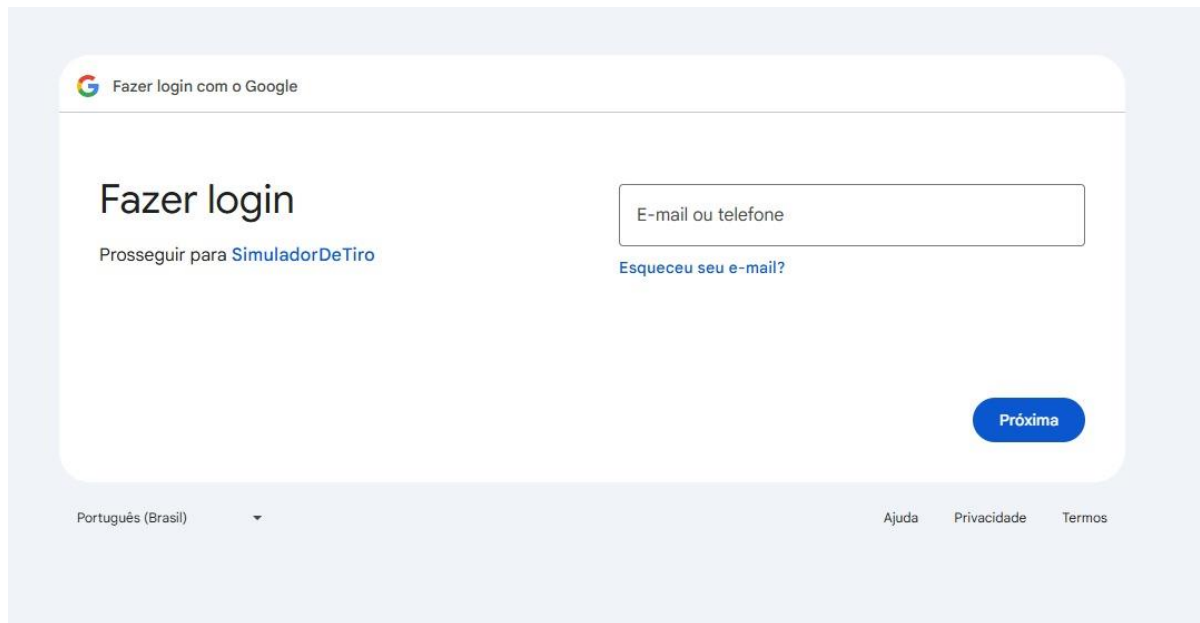 Fazer login com o Google
Fazer login
Prosseguir para SimuladorDeTiro
E-mail ou telefone
Esqueceu seu e-mail?
Próxima
Português (Brasil)
Ajuda Privacidade Termos